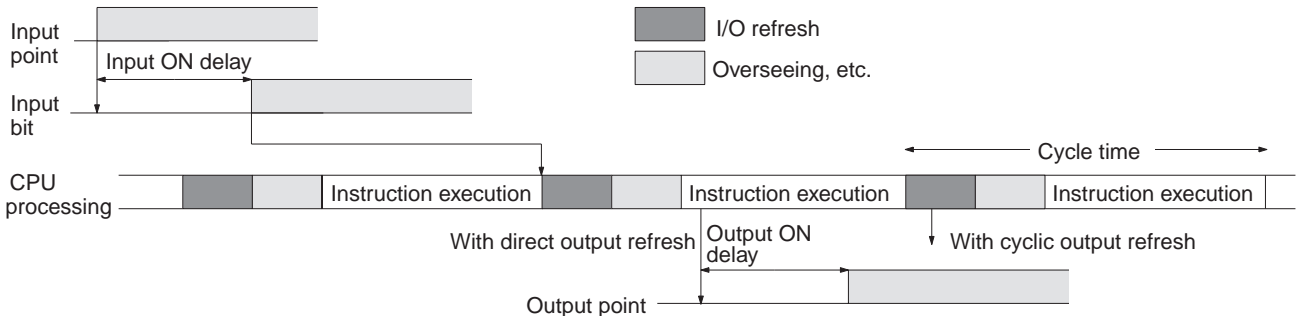 Input
point
I/O refresh
Input ON delay
Overseeing, etc.
Input
bit
Cycle time
CPU
processing
Instruction execution
Instruction execution
Instruction execution
With direct output refresh
Output ON
delay
With cyclic output refresh
Output point